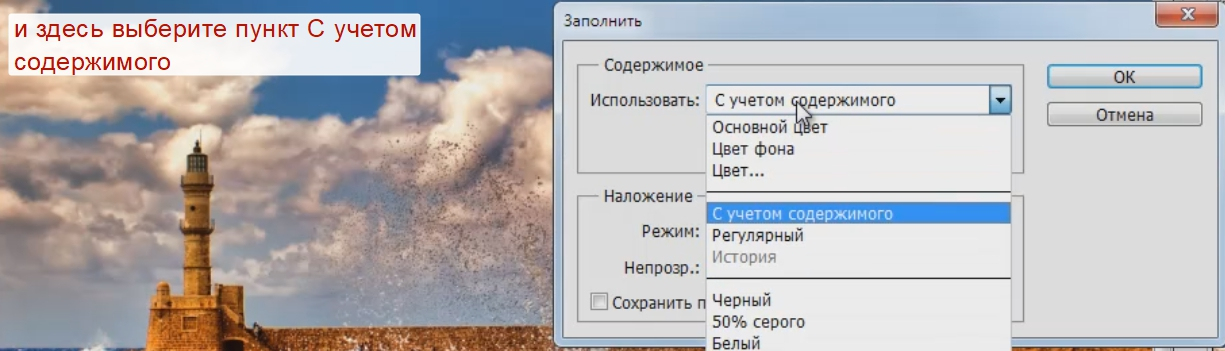 и здесь выберите пункт С учетом
содержимого
Заполнить
Содержимое
Использовать: С учетом содержимого
OK
Отмена
Основной цвет
Цвет фона
Цвет...
С учетом содержимого
Регулярный
История
Наложение
Режим:
Непрозр.:
Сохранить п
Черный
50% серого
Белый